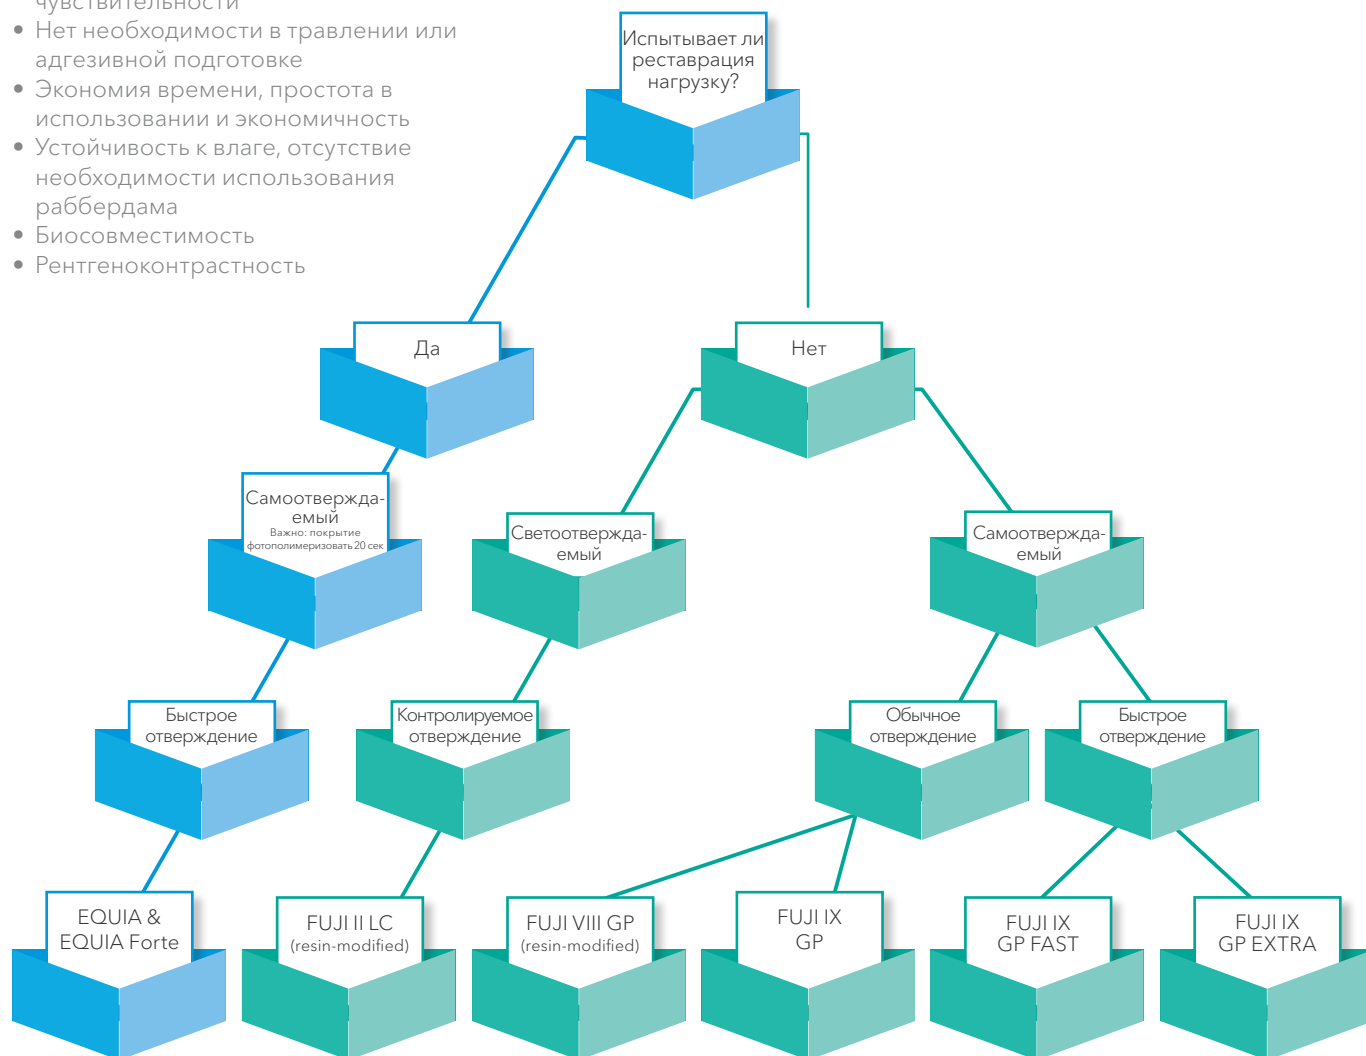 чувствительности
• Нет необходимости в травлении или
адгезивной подготовке
• Экономия времени, простота в
использовании и экономичность
• Устойчивость к влаге, отсутствие
необходимости использования
раббердама
• Биосовместимость
• Рентгеноконтрастность
Испытывает ли
реставрация
нагрузку?
Да
Нет
Самоотвержда-
емый
Важно: покрытие
фотополимеризовать 20 сек
Светоотвержда-
емый
Самоотвержда-
емый
Быстрое
отверждение
Контролируемое
отверждение
Обычное
отверждение
Быстрое
отверждение
EQUIA &
EQUIA Forte
FUJI II LC
(resin-modified)
FUJI VIII GP
(resin-modified)
FUJI IX
GP
FUJI IX
GP FAST
FUJI IX
GP EXTRA